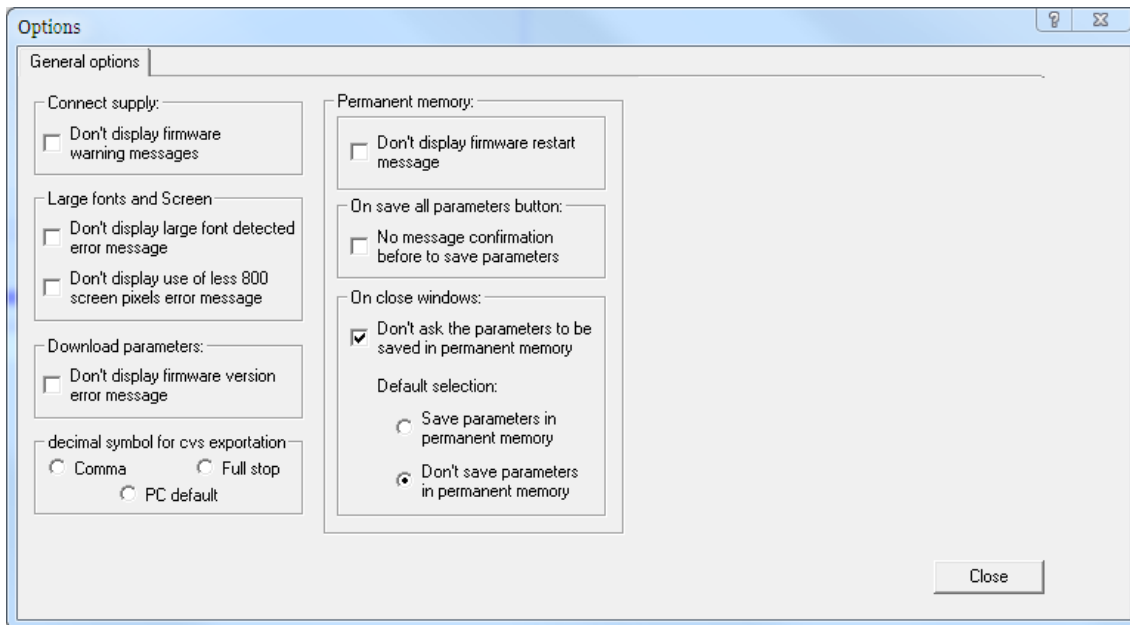 Options
General options
Connect supply:
Don't display firmware
warning messages
Large fonts and Screen
Don't display large font detected
error message
Don't display use of less 800
screen pixels error message
Download parameters:
Don't display firmware version
error message
decimal symbol for cvs exportation
Comma
Full stop
PC default
Permanent memory:
Don't display firmware restart
message
On save all parameters button:
No message confirmation
before to save parameters
On close windows:
Don't ask the parameters to be
saved in permanent memory
Default selection:
Save parameters in
permanent memory
Don't save parameters
in permanent memory
Close